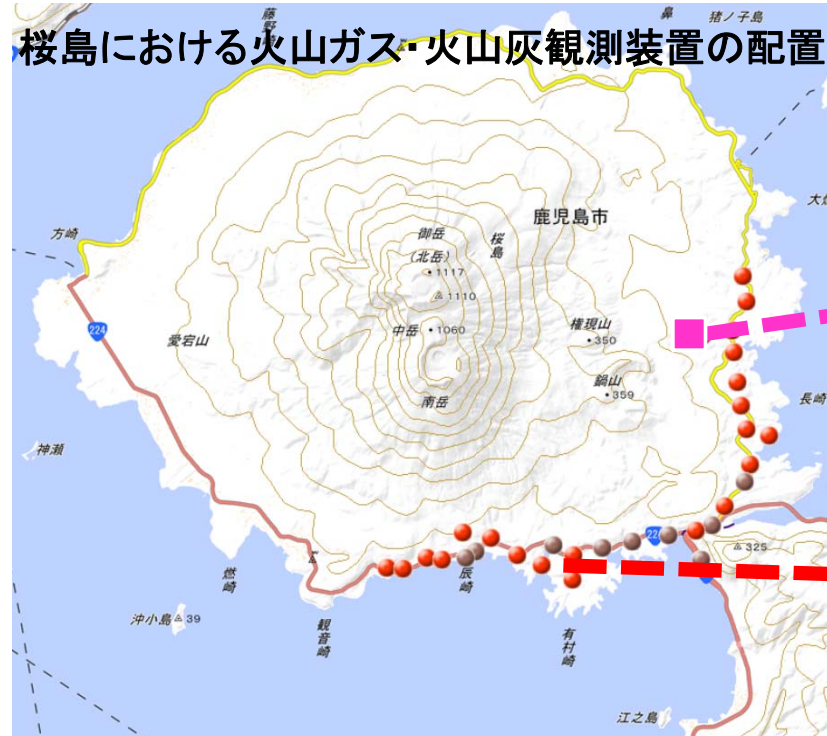 桜島における火山ガス・火山灰観測装置の配置
鼻
猪ノ子島
鹿児島市
方崎
御岳
(北岳)
桜島
・1117
1110
224
中岳
・1060
権現山
・350
愛宕山
鍋山
・359
南岳
長崎
神瀬
325
燃崎
辰崎
沖小島
39
観音崎
有村崎
江之島